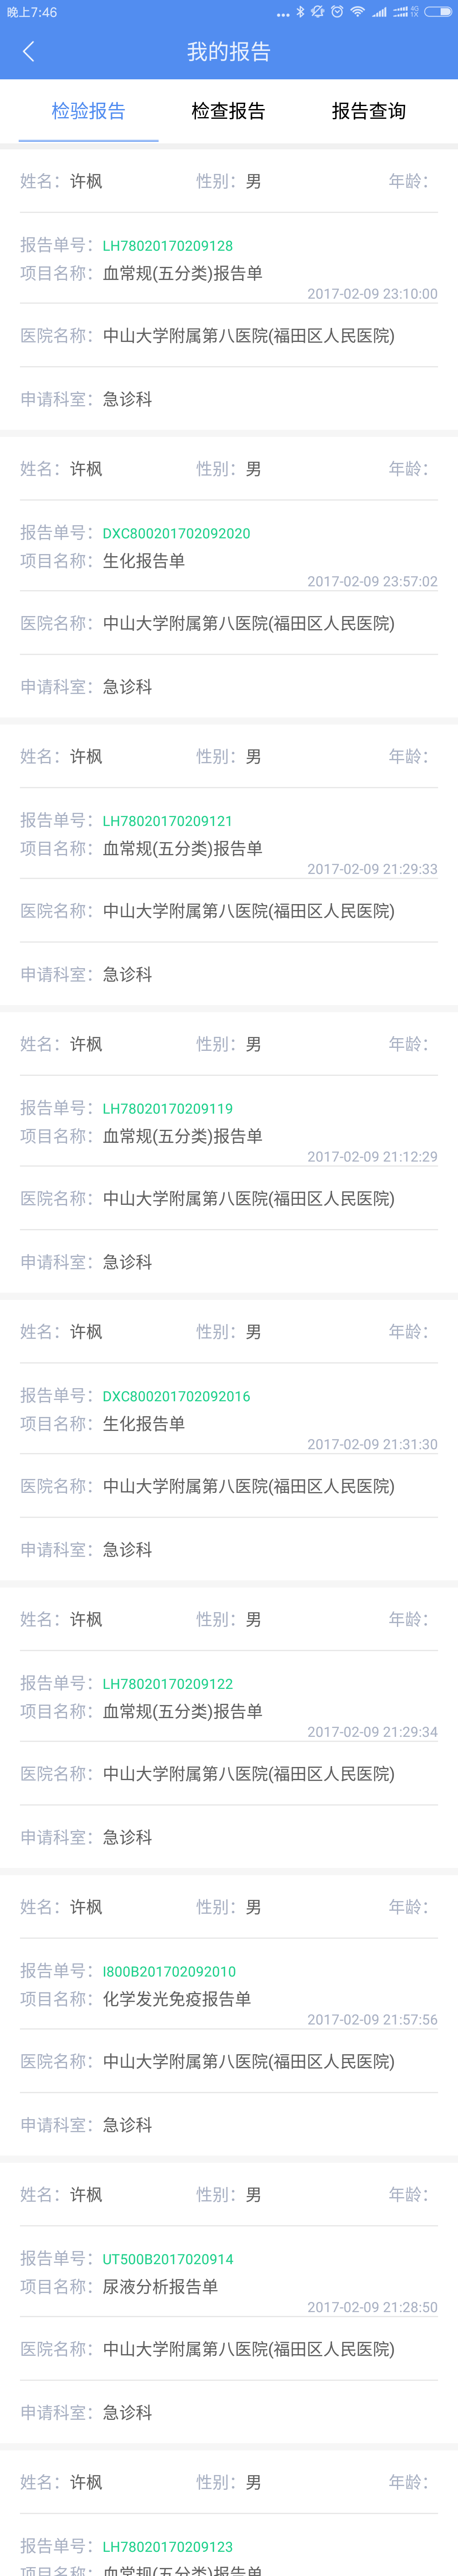 晚上7:46
4G
1X
我的报告
检验报告 检查报告 报告查询
姓名：许枫 性别：男 年龄：
报告单号：LH78020170209128
项目名称：血常规(五分类)报告单
2017-02-09 23:10:00
医院名称：中山大学附属第八医院(福田区人民医院)
申请科室：急诊科
姓名：许枫 性别：男 年龄：
报告单号：DXC800201702092020
项目名称：生化报告单
2017-02-09 23:57:02
医院名称：中山大学附属第八医院(福田区人民医院)
申请科室：急诊科
姓名：许枫 性别：男 年龄：
报告单号：LH78020170209121
项目名称：血常规(五分类)报告单
2017-02-09 21:29:33
医院名称：中山大学附属第八医院(福田区人民医院)
申请科室：急诊科
姓名：许枫 性别：男 年龄：
报告单号：LH78020170209119
项目名称：血常规(五分类)报告单
2017-02-09 21:12:29
医院名称：中山大学附属第八医院(福田区人民医院)
申请科室：急诊科
姓名：许枫 性别：男 年龄：
报告单号：DXC800201702092016
项目名称：生化报告单
2017-02-09 21:31:30
医院名称：中山大学附属第八医院(福田区人民医院)
申请科室：急诊科
姓名：许枫 性别：男 年龄：
报告单号：LH78020170209122
项目名称：血常规(五分类)报告单
2017-02-09 21:29:34
医院名称：中山大学附属第八医院(福田区人民医院)
申请科室：急诊科
姓名：许枫 性别：男 年龄：
报告单号：I800B201702092010
项目名称：化学发光免疫报告单
2017-02-09 21:57:56
医院名称：中山大学附属第八医院(福田区人民医院)
申请科室：急诊科
姓名：许枫 性别：男 年龄：
报告单号：UT500B2017020914
项目名称：尿液分析报告单
2017-02-09 21:28:50
医院名称：中山大学附属第八医院(福田区人民医院)
申请科室：急诊科
姓名：许枫 性别：男 年龄：
报告单号：LH78020170209123
项目名称：血常规(五分类)报告单